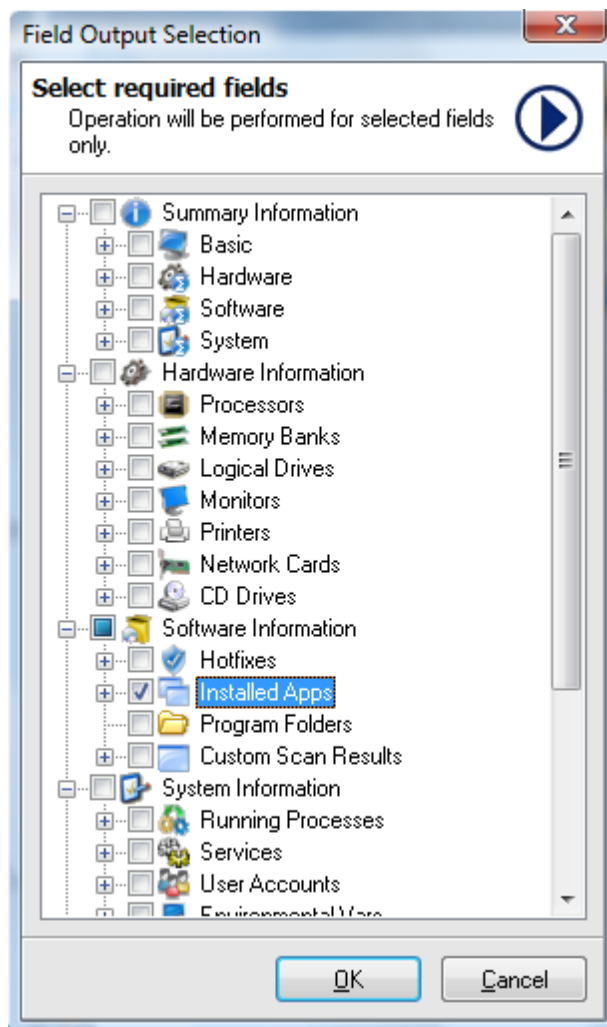 Field Output Selection
Select required fields
Operation will be performed for selected fields
only.
Summary Information
Basic
Hardware
Software
System
Hardware Information
Processors
Memory Banks
Logical Drives
Monitors
Printers
Network Cards
CD Drives
Software Information
Hotfixes
Installed Apps
Program Folders
Custom Scan Results
System Information
Running Processes
Services
User Accounts
Environmental Vars
OK
Cancel